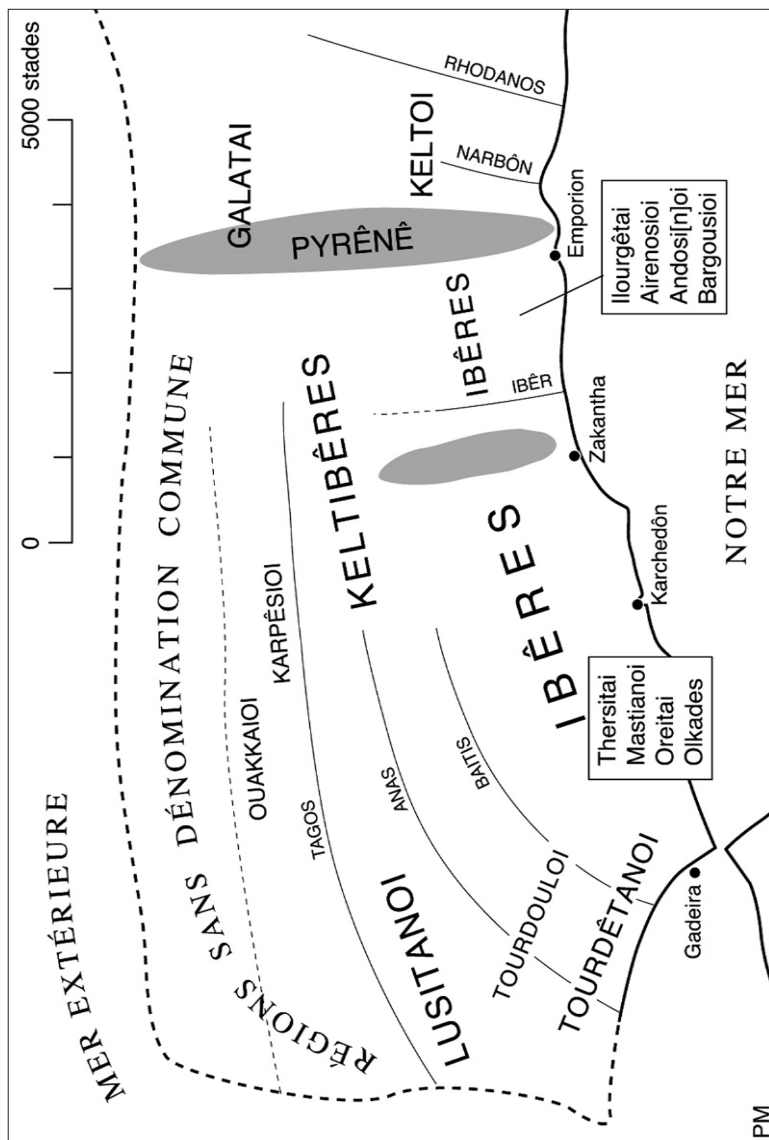 MER EXTÉRIEURE
0
5000 stades
RÉGIONS SANS DÉNOMINATION COMMUNE
OUAKKAIOI
KARPÊSIOI
TAGOS
LUSITANOI
KELTIBÊRES
ANAS
BAITIS
TOURDOULOI
TOURDÊTANOI
IBÊRES
IBÊRES
IBÊR
PYRÊNÊ
GALATAI
KELTOI
NARBÔN
RHODANOS
Gadeira
Thersitai
Mastianoi
Oreitai
Olkades
Karchedôn
Zakantha
Emporion
Ilourgêtai
Airenosioi
Andosi[n]oi
Bargousioi
NOTRE MER
PM